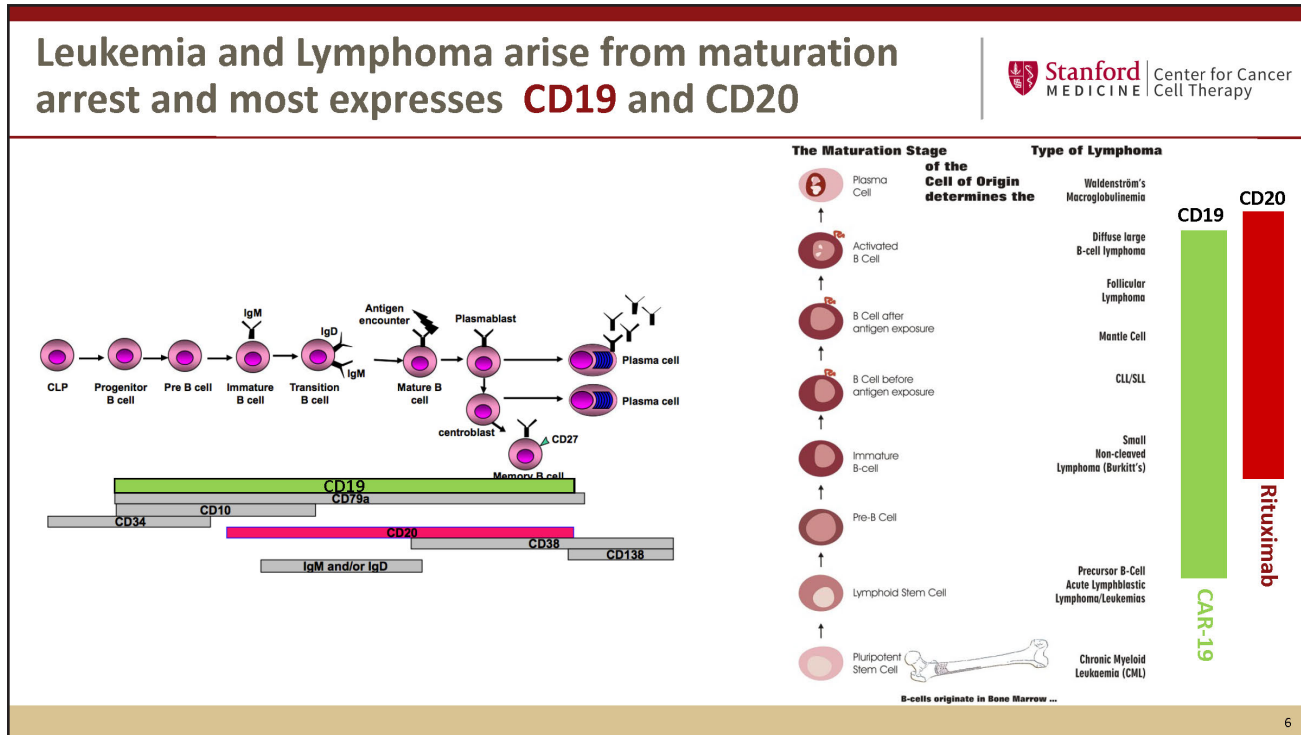 Leukemia and Lymphoma arise from maturation
arrest and most expresses CD19 and CD20
Stanford
MEDICINE
Center for Cancer
Cell Therapy
IgM
IgD
IgM
Antigen
encounter
Plasmablast
Plasma cell
Plasma cell
CLP
Progenitor
B cell
Pre B cell
Immature
B cell
Transition
B cell
Mature B
cell
centroblast
CD27
Memory B cell
CD19
CD79a
CD10
CD34
CD20
CD38
CD138
IgM and/or IgD
The Maturation Stage
of the
Cell of Origin
determines the
Type of Lymphoma
Plasma
Cell
Waldenström's
Macroglobulinemia
Activated
B Cell
Diffuse large
B-cell lymphoma
Follicular
Lymphoma
B Cell after
antigen exposure
Mantle Cell
B Cell before
antigen exposure
CLL/SLL
Immature
B-cell
Small
Non-cleaved
Lymphoma (Burkitt's)
Pre-B Cell
Lymphoid Stem Cell
Precursor B-Cell
Acute Lymphblastic
Lymphoma/Leukemias
Pluripotent
Stem Cell
Chronic Myeloid
Leukaemia (CML)
B-cells originate in Bone Marrow ...
CD19
CD20
CAR-19
Rituximab
6